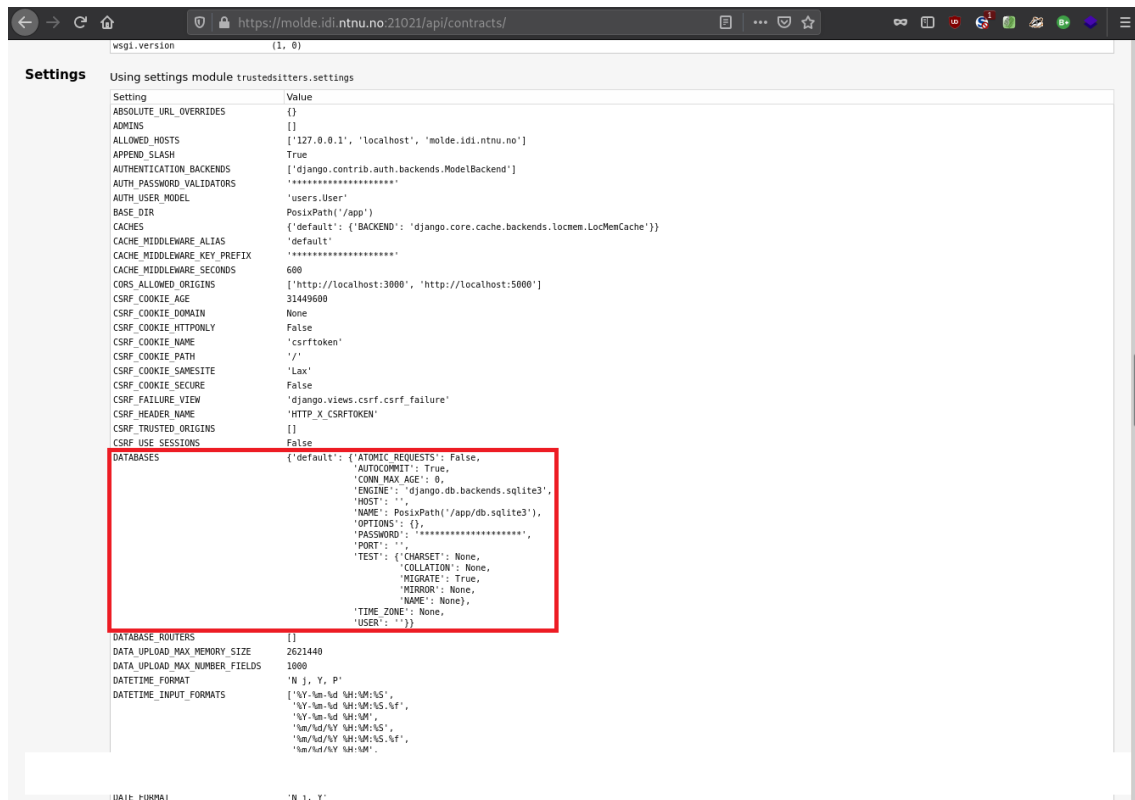 https://molde.idi.ntnu.no:21021/api/contracts/
wsgi.version (1, 0)
Settings
Using settings module trustedsitters.settings
Setting Value
ABSOLUTE_URL_OVERRIDES {}
ADMINS []
ALLOWED_HOSTS ['127.0.0.1', 'localhost', 'molde.idi.ntnu.no']
APPEND_SLASH True
AUTHENTICATION_BACKENDS ['django.contrib.auth.backends.ModelBackend']
AUTH_PASSWORD_VALIDATORS '********************'
AUTH_USER_MODEL 'users.User'
BASE_DIR PosixPath('/app')
CACHES {'default': {'BACKEND': 'django.core.cache.backends.locmem.LocMemCache'}}
CACHE_MIDDLEWARE_ALIAS 'default'
CACHE_MIDDLEWARE_KEY_PREFIX '********************'
CACHE_MIDDLEWARE_SECONDS 600
CORS_ALLOWED_ORIGINS ['http://localhost:3000', 'http://localhost:5000']
CSRF_COOKIE_AGE 31449600
CSRF_COOKIE_DOMAIN None
CSRF_COOKIE_HTTPONLY False
CSRF_COOKIE_NAME 'csrftoken'
CSRF_COOKIE_PATH '/'
CSRF_COOKIE_SAMESITE 'Lax'
CSRF_COOKIE_SECURE False
CSRF_FAILURE_VIEW 'django.views.csrf.csrf_failure'
CSRF_HEADER_NAME 'HTTP_X_CSRFTOKEN'
CSRF_TRUSTED_ORIGINS []
CSRF_USE_SESSIONS False
DATABASES {'default': {'ATOMIC_REQUESTS': False,
'AUTOCOMMIT': True,
'CONN_MAX_AGE': 0,
'ENGINE': 'django.db.backends.sqlite3',
'HOST': '',
'NAME': PosixPath('/app/db.sqlite3'),
'OPTIONS': {},
'PASSWORD': '********************',
'PORT': '',
'TEST': {'CHARSET': None,
'COLLATION': None,
'MIGRATE': True,
'MIRROR': None,
'NAME': None},
'TIME_ZONE': None,
'USER': ''}}
DATABASE_ROUTERS []
DATA_UPLOAD_MAX_MEMORY_SIZE 2621440
DATA_UPLOAD_MAX_NUMBER_FIELDS 1000
DATETIME_FORMAT 'N j, Y, P'
DATETIME_INPUT_FORMATS ['%Y-%m-%d %H:%M:%S',
'%Y-%m-%d %H:%M:%S.%f',
'%Y-%m-%d %H:%M',
'%m/%d/%Y %H:%M:%S',
'%m/%d/%Y %H:%M:%S.%f',
'%m/%d/%Y %H:%M',
DATE_FORMAT 'N j, Y'